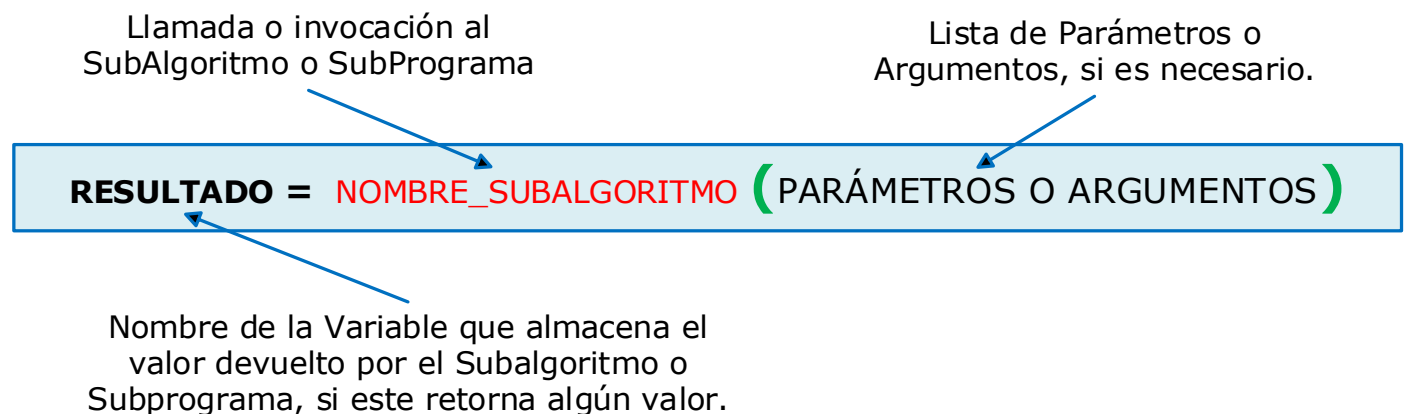 Llamada o invocación al
SubAlgoritmo o SubPrograma
Lista de Parámetros o
Argumentos, si es necesario.
RESULTADO = NOMBRE_SUBALGORITMO (PARÁMETROS O ARGUMENTOS)
Nombre de la Variable que almacena el
valor devuelto por el Subalgoritmo o
Subprograma, si este retorna algún valor.